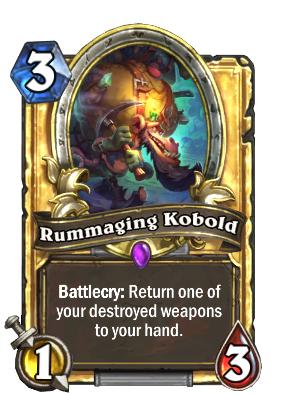 3
Rummaging Kobold
Battlecry: Return one of
your destroyed weapons
to your hand.
1
3